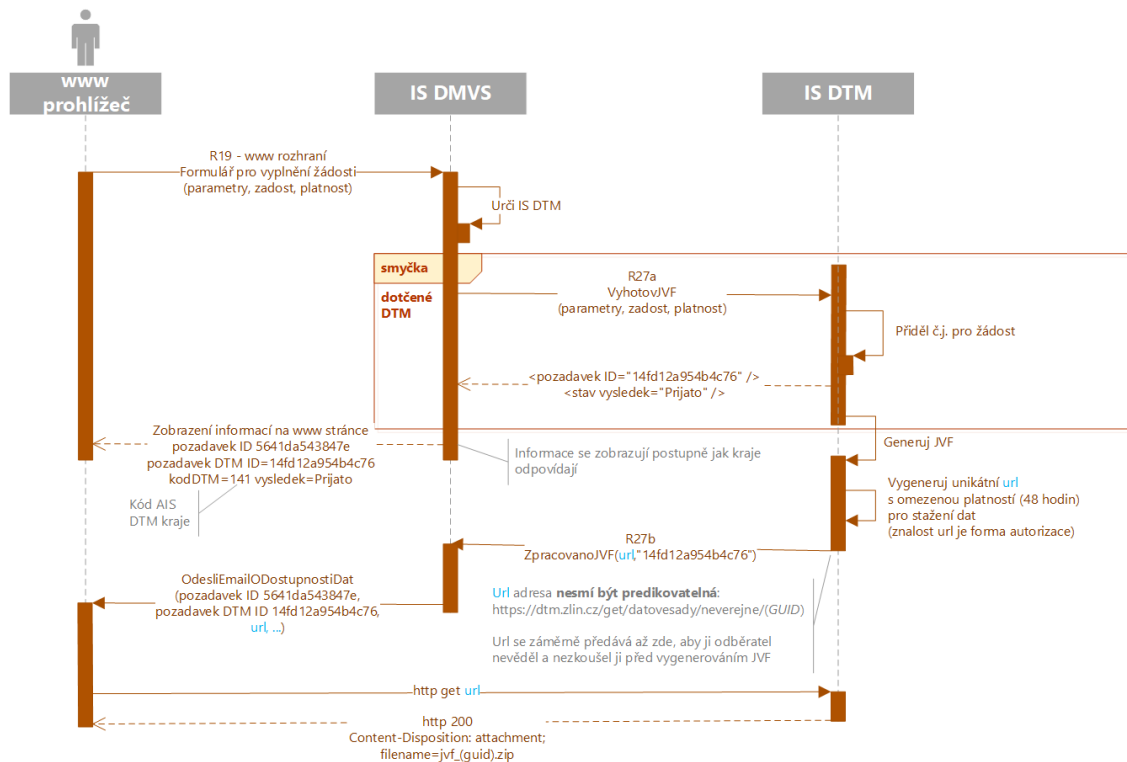 www
prohlížeč
IS DMVS
IS DTM
R19 - www rozhraní
Formulář pro vyplnění žádosti
(parametry, zadost, platnost)
Urči IS DTM
smyčka
dotčené
DTM
R27a
VyhotovJVF
(parametry, zadost, platnost)
Přiděl č.j. pro žádost
<pozadavek ID="14fd12a954b4c76" />
<stav vysledek="Prijato" />
Zobrazení informací na www stránce
pozadavek ID 5641da543847e
pozadavek DTM ID=14fd12a954b4c76
kodDTM=141 vysledek=Prijato
Informace se zobrazují postupně jak kraje
odpovídají
Generuj JVF
Kód AIS
DTM kraje
Vygeneruj unikátní url
s omezenou platností (48 hodin)
pro stažení dat
(znalost url je forma autorizace)
R27b
ZpracovanoJVF(url,"14fd12a954b4c76")
OdesliEmailODostupnostiDat
(pozadavek ID 5641da543847e,
pozadavek DTM ID 14fd12a954b4c76,
url, ...)
Url adresa nesmí být predikovatelná:
https://dtm.zlin.cz/get/datovesady/neverejne/(GUID)
Url se záměrně předává až zde, aby ji odběratel
nevěděl a nezkoušel ji před vygenerováním JVF
http get url
http 200
Content-Disposition: attachment;
filename=jvf_(guid).zip